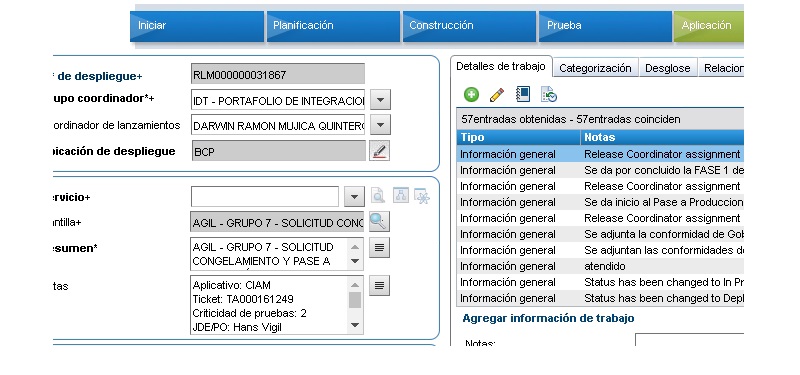 Iniciar
Planificación
Construcción
Prueba
Aplicación
* de despliegue+
RLM000000031867
upo coordinador*+
IDT - PORTAFOLIO DE INTEGRACIO
ordinador de lanzamientos
DARWIN RAMON MUJICA QUINTER
bicación de despliegue
BCP
ervicio+
antilla+
AGIL - GRUPO 7 - SOLICITUD CONG
esumen*
AGIL - GRUPO 7 - SOLICITUD
CONGELAMIENTO Y PASE A
tas
Aplicativo: CIAM
Ticket: TA000161249
Criticidad de pruebas: 2
JDE/PO: Hans Vigil
Detalles de trabajo
Categorización
Desglose
Relacion
57entradas obtenidas - 57entradas coinciden
Tipo Notas
Información general Release Coordinator assignment
Información general Se da por concluido la FASE 1 de
Información general Release Coordinator assignment
Información general Se da inicio al Pase a Produccion
Información general Release Coordinator assignment
Información general Se adjunta la conformidad de Gob
Información general Se adjuntan las conformidades d
Información general atendido
Información general Status has been changed to In Pr
Información general Status has been changed to Depl
Agregar información de trabajo
Notas: